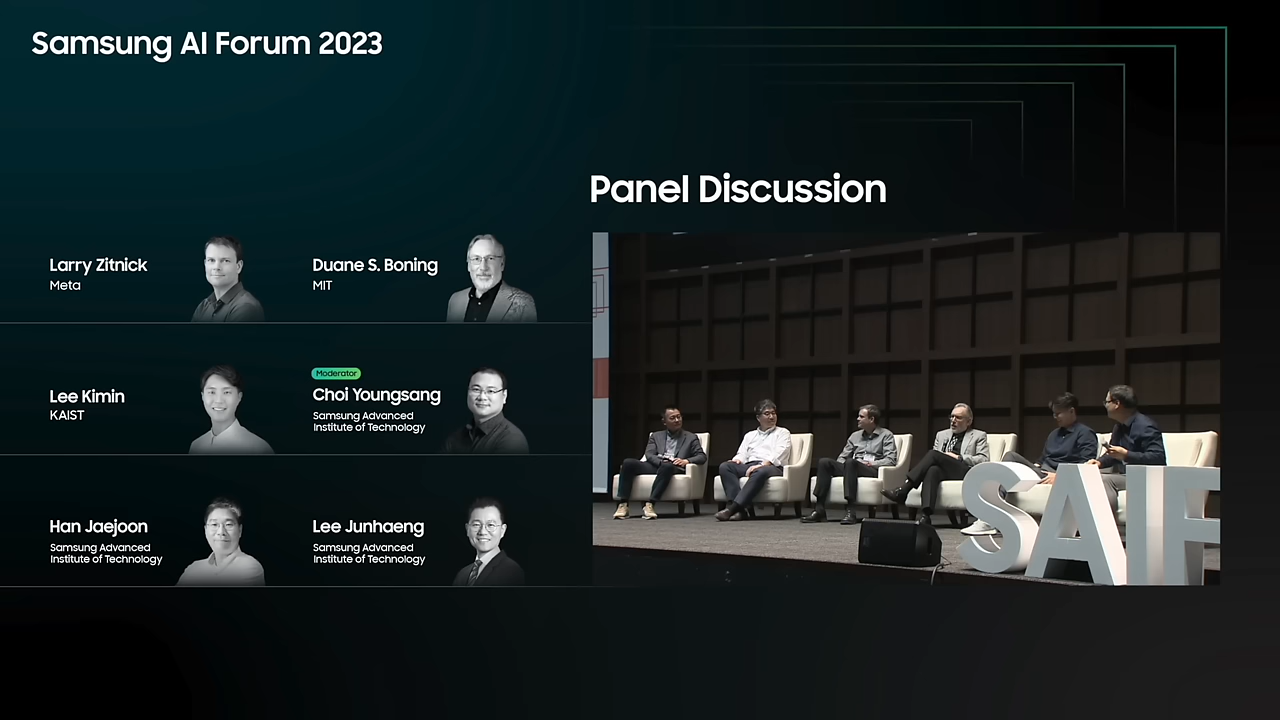 Samsung AI Forum 2023
Panel Discussion
Larry Zitnick
Meta
Duane S. Boning
MIT
Lee Kimin
KAIST
Moderator
Choi Youngsang
Samsung Advanced
Institute of Technology
Han Jaejoon
Samsung Advanced
Institute of Technology
Lee Junhaeng
Samsung Advanced
Institute of Technology
SAIF